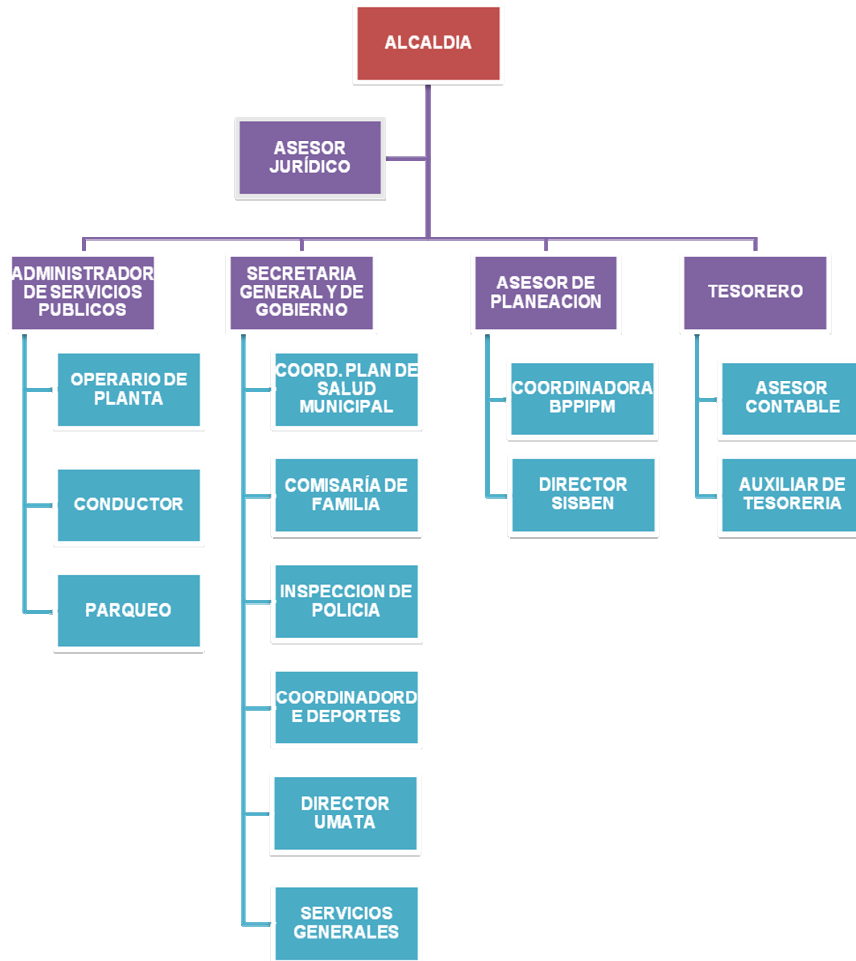 ALCALDIA
ASESOR
JURÍDICO
ADMINISTRADOR
DE SERVICIOS
PUBLICOS
SECRETARIA
GENERAL Y DE
GOBIERNO
ASESOR DE
PLANEACION
TESORERO
OPERARIO DE
PLANTA
CONDUCTOR
PARQUEO
COORD. PLAN DE
SALUD
MUNICIPAL
COMISARÍA DE
FAMILIA
INSPECCION DE
POLICIA
COORDINADORD
E DEPORTES
DIRECTOR
UMATA
SERVICIOS
GENERALES
COORDINADORA
BPPIPM
DIRECTOR
SISBEN
ASESOR
CONTABLE
AUXILIAR DE
TESORERIA